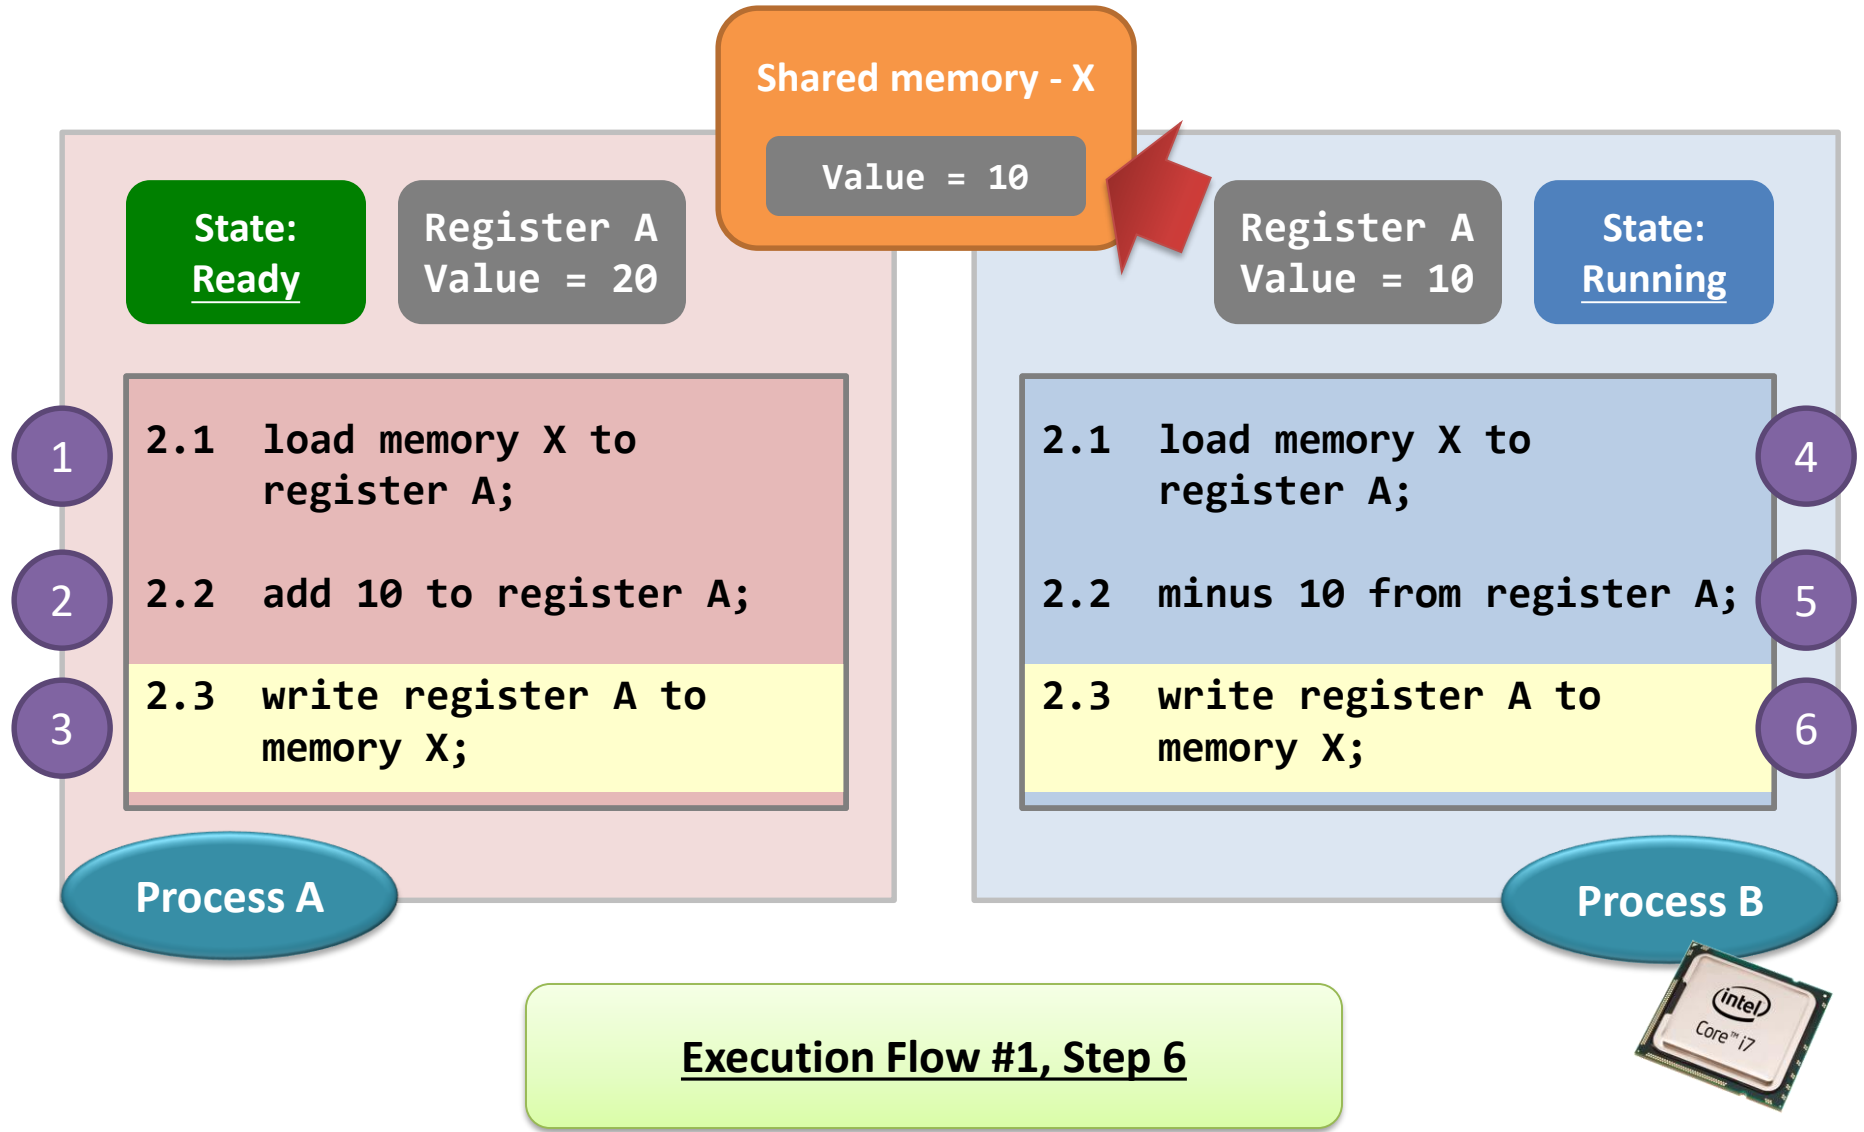 Shared memory - X
Value = 10
State:
Ready
Register A
Value = 20
Register A
Value = 10
State:
Running
1
2.1 load memory X to
register A;
2
2.2 add 10 to register A;
3
2.3 write register A to
memory X;
Process A
2.1 load memory X to
register A;
4
2.2 minus 10 from register A;
5
2.3 write register A to
memory X;
6
Process B
intel
Core™ i7
Execution Flow #1, Step 6